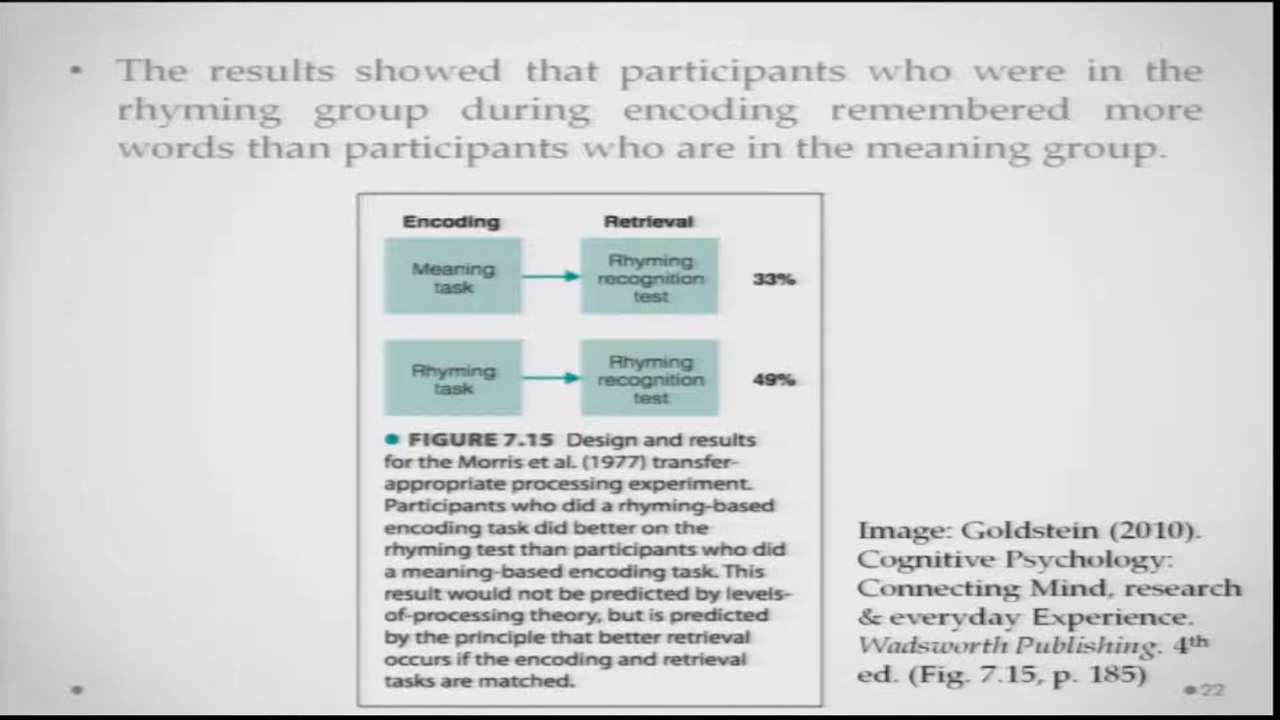 • The results showed that participants who were in the
rhyming group during encoding remembered more
words than participants who are in the meaning group.
Encoding Retrieval
Meaning
task
Rhyming
recognition
test
33%
Rhyming
task
Rhyming
recognition
test
49%
• FIGURE 7.15 Design and results
for the Morris et al. (1977) transfer-
appropriate processing experiment.
Participants who did a rhyming-based
encoding task did better on the
rhyming test than participants who did
a meaning-based encoding task. This
result would not be predicted by levels-
of-processing theory, but is predicted
by the principle that better retrieval
occurs if the encoding and retrieval
tasks are matched.
Image: Goldstein (2010).
Cognitive Psychology:
Connecting Mind, research
& everyday Experience.
Wadsworth Publishing. 4th
ed. (Fig. 7.15, p. 185)
22